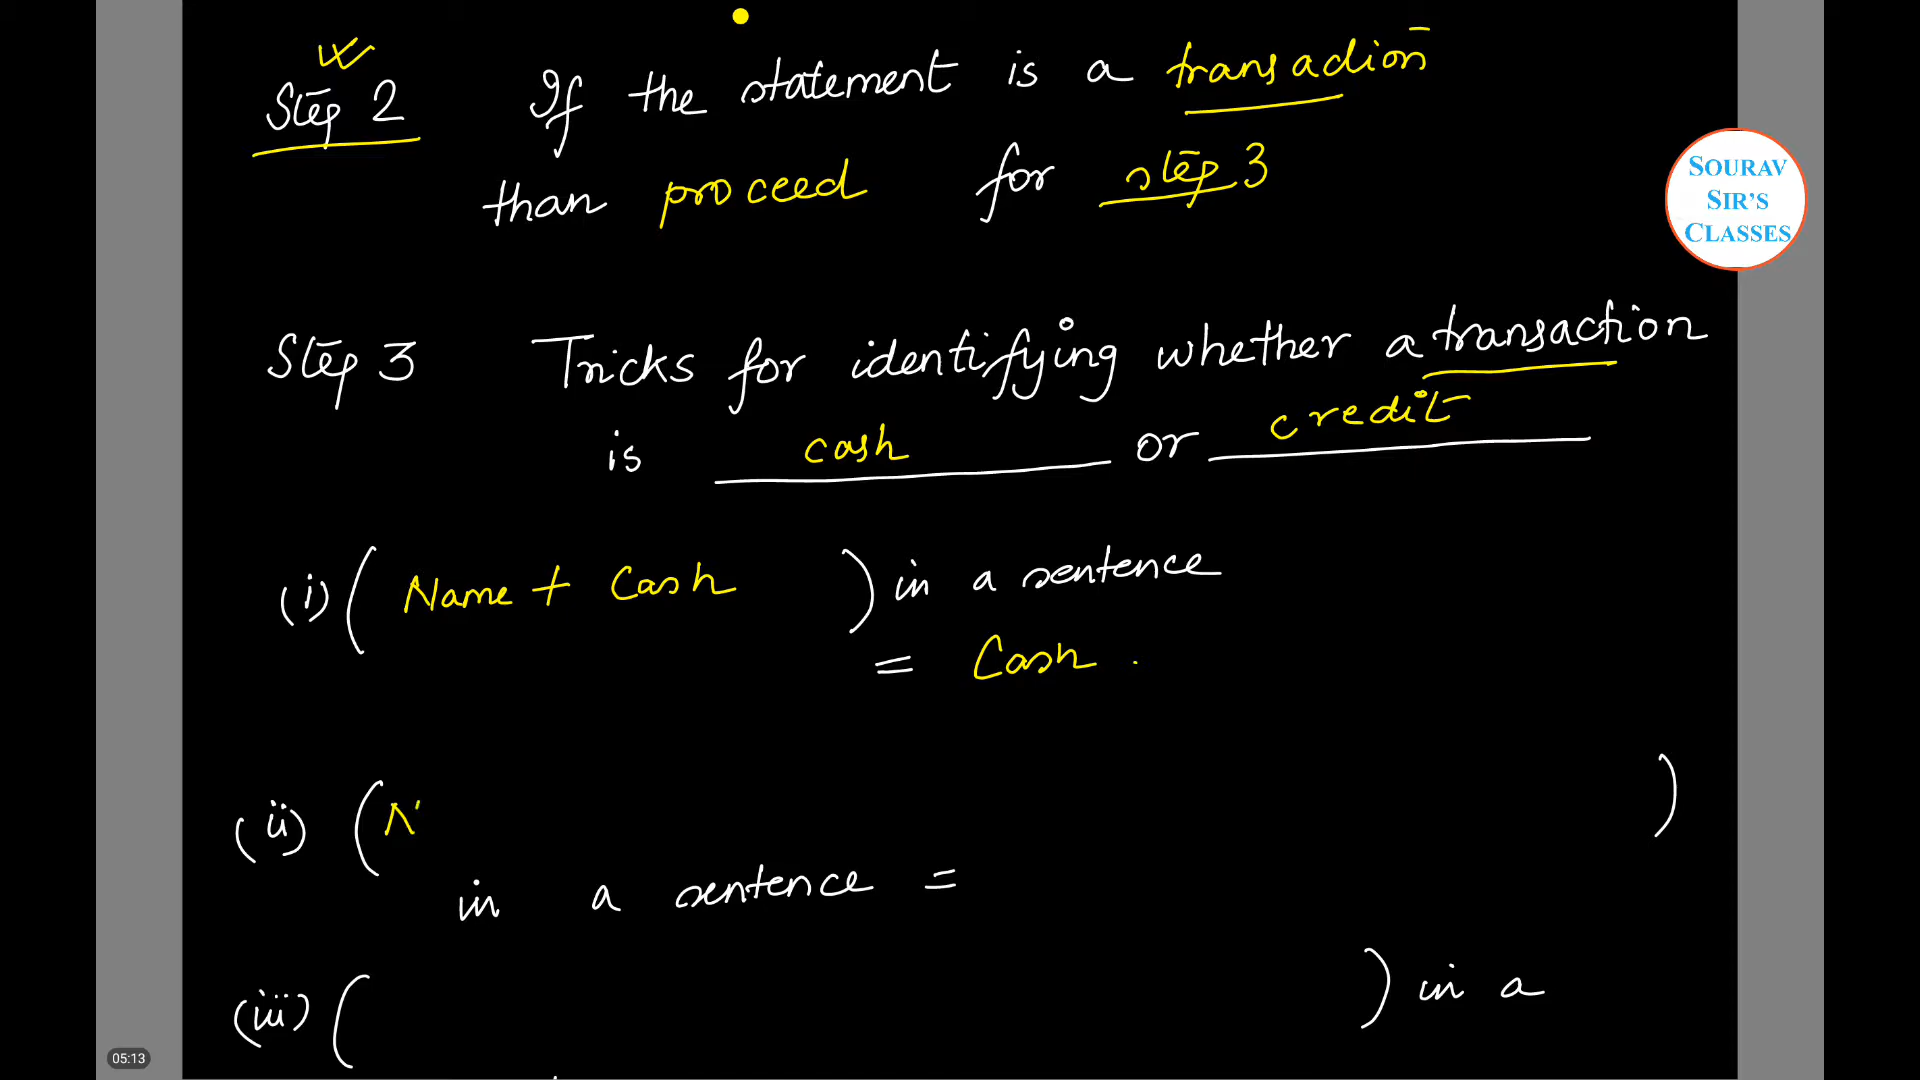 Step 2 If the statement is a transadion
than proceed for step 3
SOURAV
SIR'S
CLASSES
Step 3 Tricks for identifying whether a transaction
is cash or credit
(i) ( Name + Cash ) in a sentence
= Cash .
(ii) ( N )
in a sentence =
(iii) ( ) in a
05:13